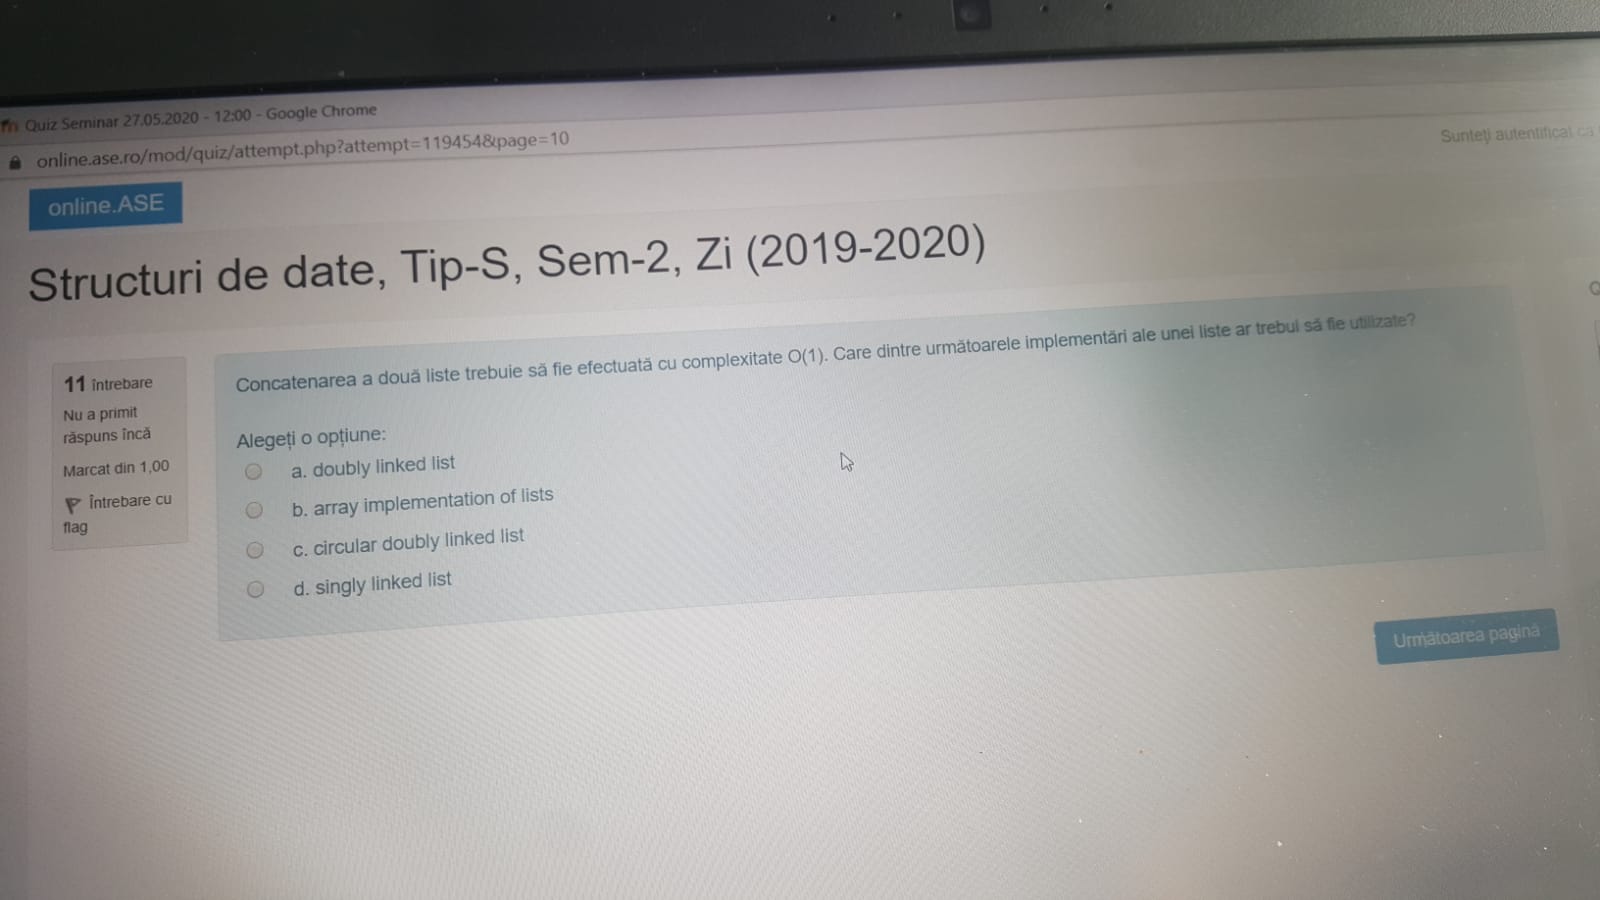 Quiz Seminar 27.05.2020 - 12:00 - Google Chrome
online.ase.ro/mod/quiz/attempt.php?attempt=119454&page=10
Sunteți autentificat ca
online.ASE
Structuri de date, Tip-S, Sem-2, Zi (2019-2020)
11 întrebare
Nu a primit
răspuns încă
Marcat din 1,00
Întrebare cu
flag
Concatenarea a două liste trebuie să fie efectuată cu complexitate O(1). Care dintre următoarele implementări ale unei liste ar trebui să fie utilizate?
Alegeți o opțiune:
a. doubly linked list
b. array implementation of lists
c. circular doubly linked list
d. singly linked list
Următoarea pagină